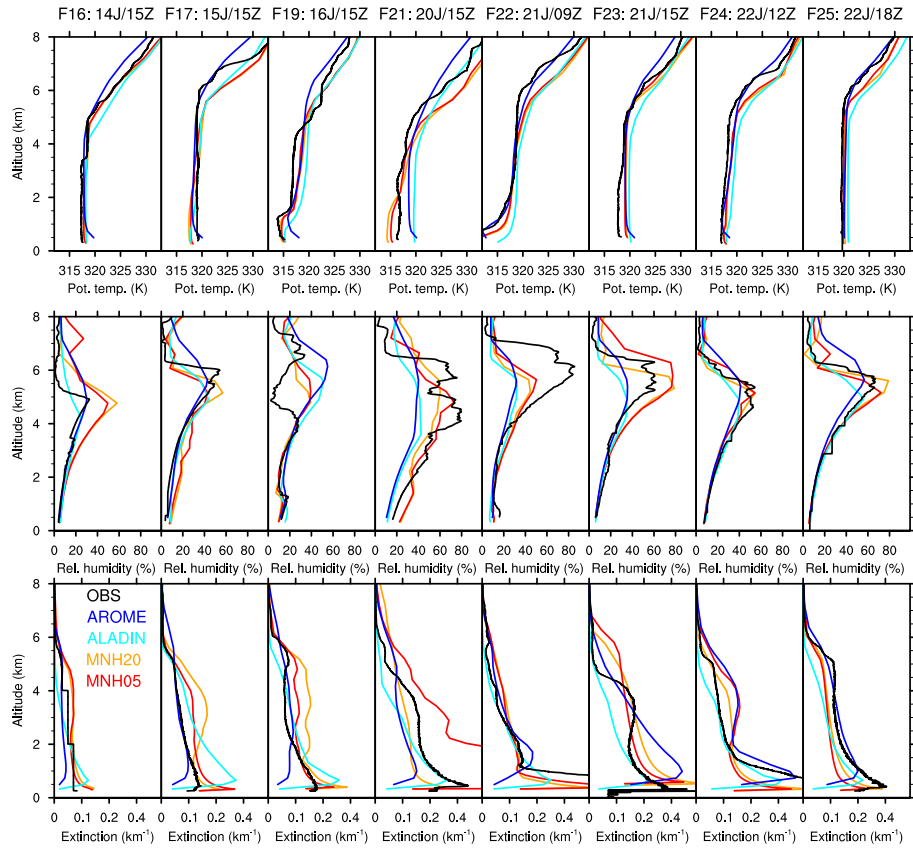 F16: 14J/15Z F17: 15J/15Z F19: 16J/15Z F21: 20J/15Z F22: 21J/09Z F23: 21J/15Z F24: 22J/12Z F25: 22J/18Z
8
6
4
2
0
Altitude (km)
315 320 325 330 315 320 325 330 315 320 325 330 315 320 325 330 315 320 325 330 315 320 325 330 315 320 325 330 315 320 325 330
Pot. temp. (K) Pot. temp. (K) Pot. temp. (K) Pot. temp. (K) Pot. temp. (K) Pot. temp. (K) Pot. temp. (K) Pot. temp. (K)
8
6
4
2
0
Altitude (km)
0 20 40 60 80 0 20 40 60 80 0 20 40 60 80 0 20 40 60 80 0 20 40 60 80 0 20 40 60 80 0 20 40 60 80 0 20 40 60 80
Rel. humidity (%) Rel. humidity (%) Rel. humidity (%) Rel. humidity (%) Rel. humidity (%) Rel. humidity (%) Rel. humidity (%) Rel. humidity (%)
8
6
4
2
0
Altitude (km)
OBS
AROME
ALADIN
MNH20
MNH05
0 0.1 0.2 0.3 0.4 0 0.1 0.2 0.3 0.4 0 0.1 0.2 0.3 0.4 0 0.1 0.2 0.3 0.4 0 0.1 0.2 0.3 0.4 0 0.1 0.2 0.3 0.4 0 0.1 0.2 0.3 0.4 0 0.1 0.2 0.3 0.4
Extinction (km⁻¹) Extinction (km⁻¹) Extinction (km⁻¹) Extinction (km⁻¹) Extinction (km⁻¹) Extinction (km⁻¹) Extinction (km⁻¹) Extinction (km⁻¹)